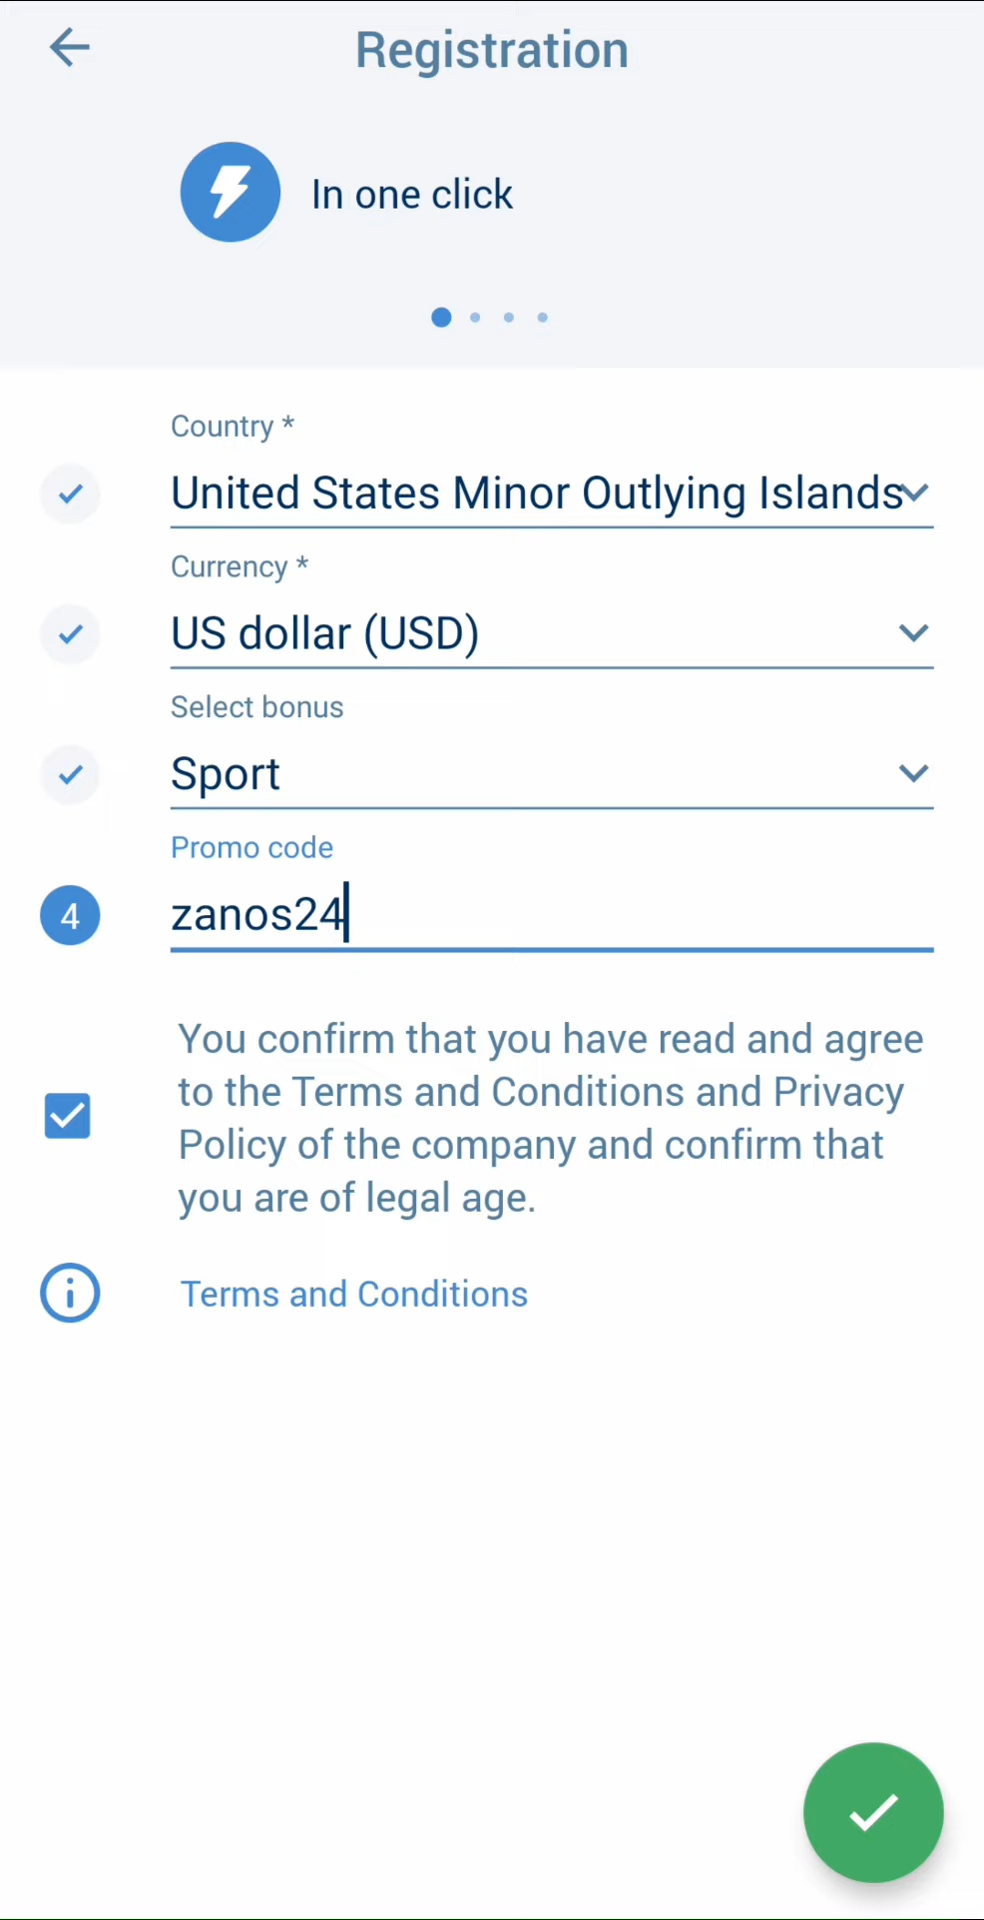 Registration
In one click
Country *
United States Minor Outlying Islands
Currency *
US dollar (USD)
Select bonus
Sport
Promo code
4
zanos24
You confirm that you have read and agree
to the Terms and Conditions and Privacy
Policy of the company and confirm that
you are of legal age.
Terms and Conditions